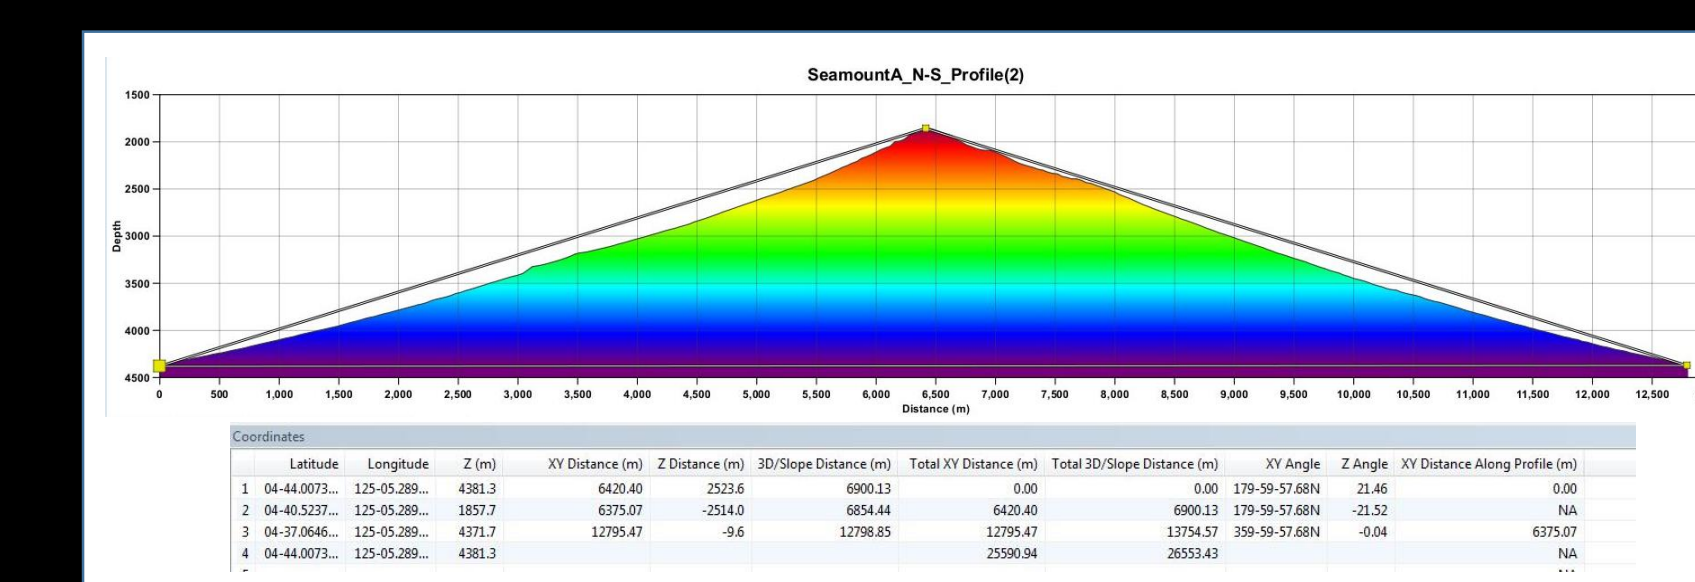 SeamountA_N-S_Profile(2)
1500
2000
2500
3000
3500
4000
4500
Depth
0 500 1,000 1,500 2,000 2,500 3,000 3,500 4,000 4,500 5,000 5,500 6,000 6,500 7,000 7,500 8,000 8,500 9,000 9,500 10,000 10,500 11,000 11,500 12,000 12,500
Distance (m)
Coordinates
Latitude Longitude Z (m) XY Distance (m) Z Distance (m) 3D/Slope Distance (m) Total XY Distance (m) Total 3D/Slope Distance (m) XY Angle Z Angle XY Distance Along Profile (m)
1 04-44.0073... 125-05.289... 4381.3 6420.40 2523.6 6900.13 0.00 0.00 179-59-57.68N 21.46 0.00
2 04-40.5237... 125-05.289... 1857.7 6375.07 -2514.0 6854.44 6420.40 6900.13 179-59-57.68N -21.52 NA
3 04-37.0646... 125-05.289... 4371.7 12795.47 -9.6 12798.85 12795.47 13754.57 359-59-57.68N -0.04 6375.07
4 04-44.0073... 125-05.289... 4381.3 25590.94 26553.43 NA